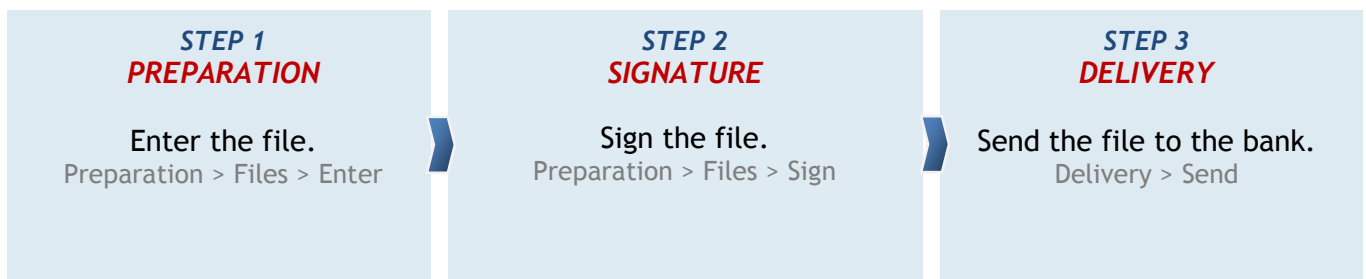 STEP 1
PREPARATION
Enter the file.
Preparation > Files > Enter
STEP 2
SIGNATURE
Sign the file.
Preparation > Files > Sign
STEP 3
DELIVERY
Send the file to the bank.
Delivery > Send